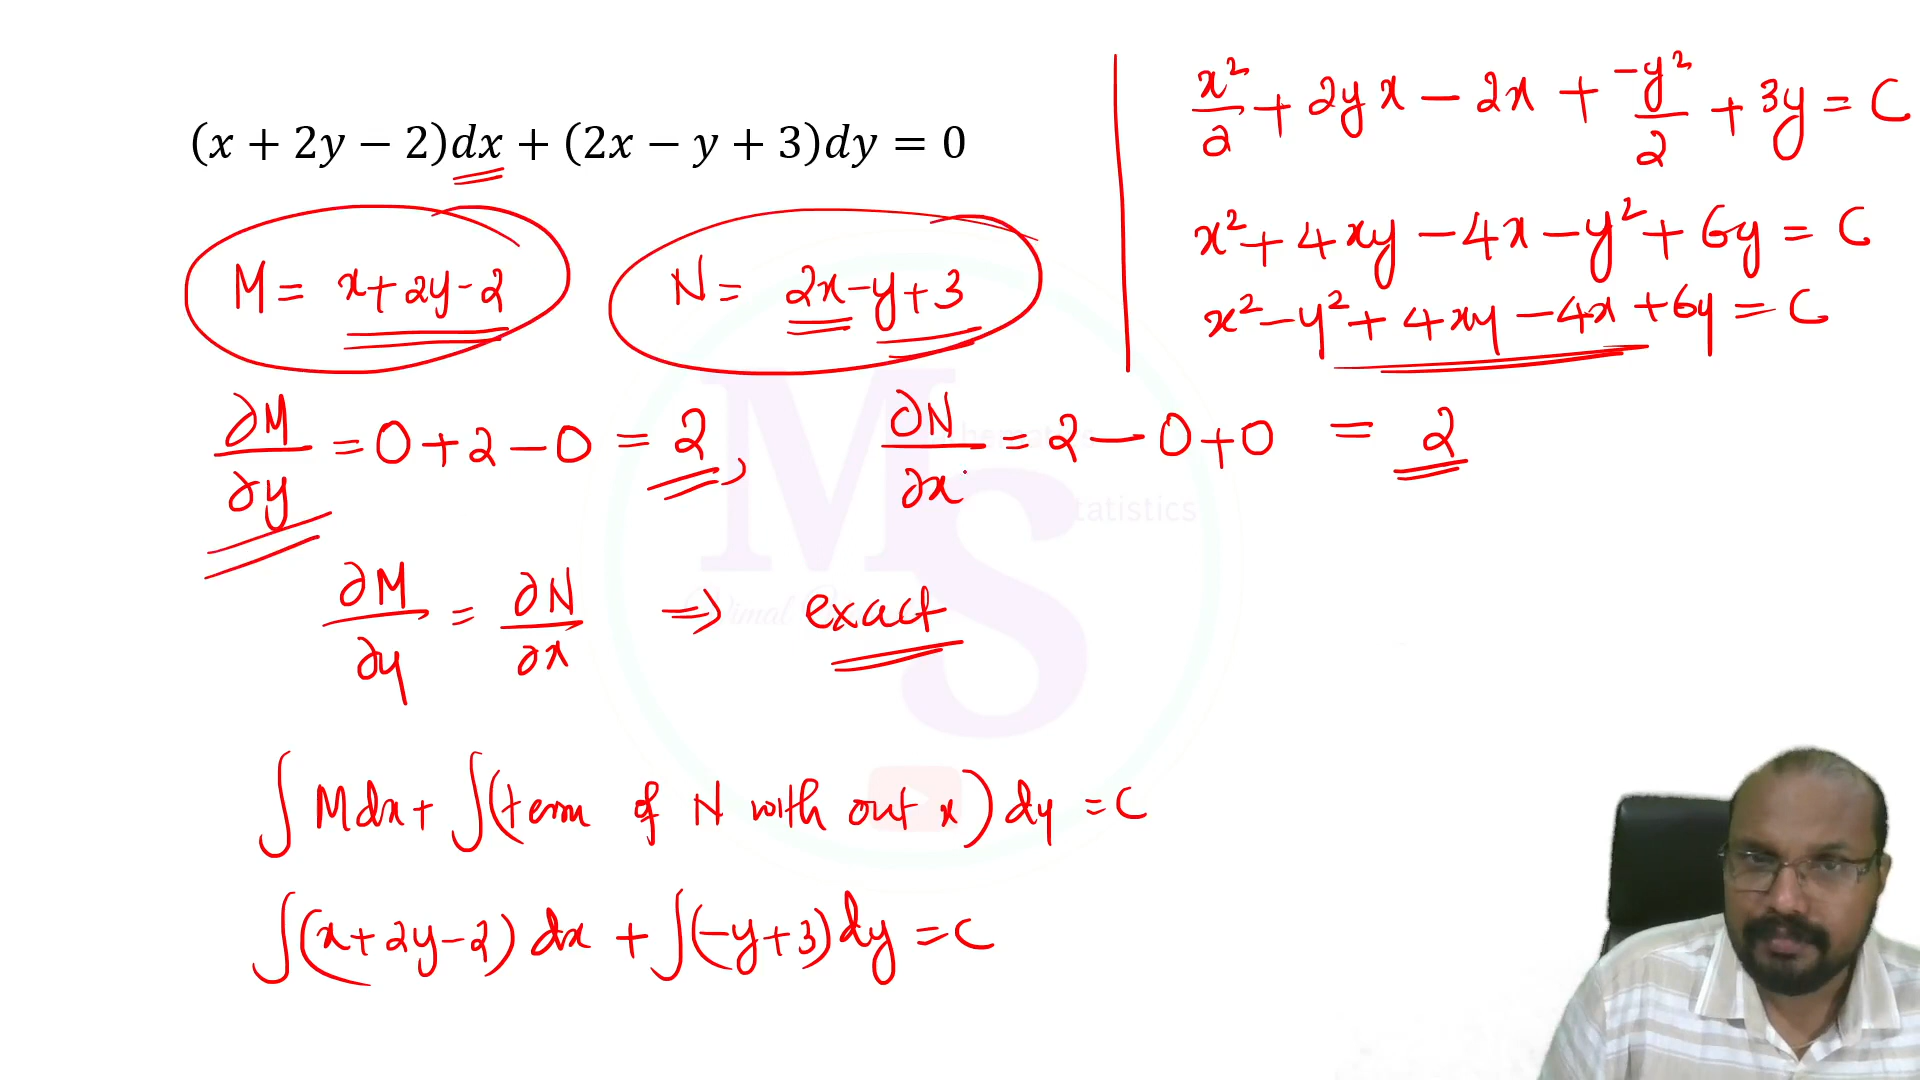 (x + 2y − 2)dx + (2x − y + 3)dy = 0
M = x+2y-2
N = 2x-y+3
∂M/∂y = 0+2-0 = 2, ∂N/∂x = 2-0+0 = 2
∂M/∂y = ∂N/∂x ⇒ exact
∫Mdx + ∫(term of N with out x) dy = C
∫(x+2y-2) dx + ∫(-y+3)dy = C
x²/2 + 2yx - 2x + -y²/2 + 3y = C
x² + 4xy - 4x - y² + 6y = C
x² - y² + 4xy - 4x + 6y = C
MS
tatistics